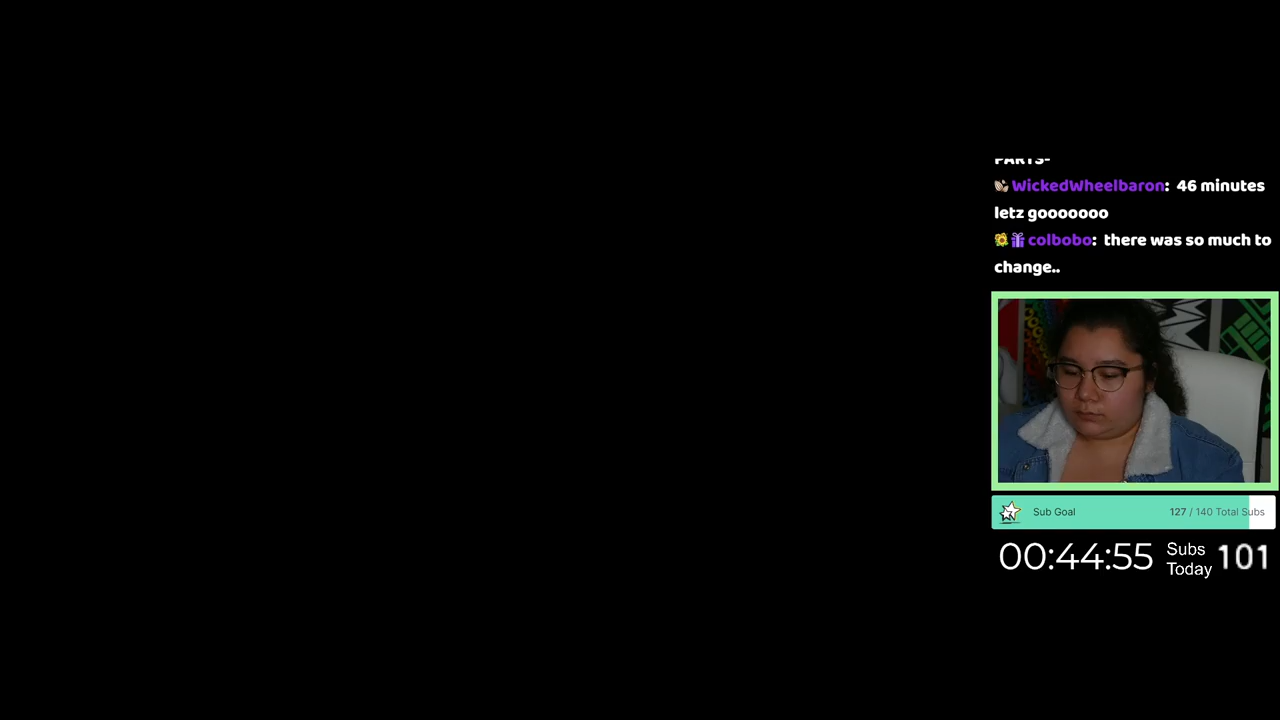 PARTS-
WickedWheelbaron: 46 minutes
letz gooooooo
colbobo: there was so much to
change..
Sub Goal 127 / 140 Total Subs
00:44:55 Subs Today 101